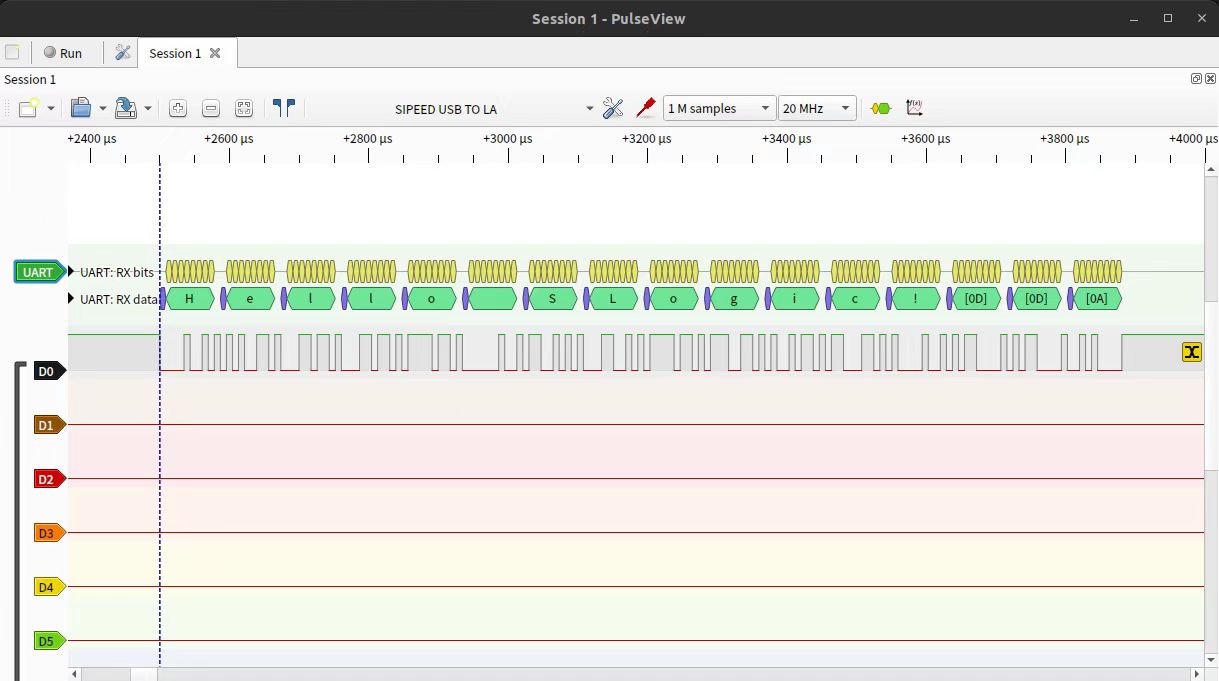 Session 1 - PulseView
Run
Session 1
Session 1
SIPEED USB TO LA
1 M samples
20 MHz
+2400 µs +2600 µs +2800 µs +3000 µs +3200 µs +3400 µs +3600 µs +3800 µs +4000 µs
UART
UART: RX bits
UART: RX data
H e l l o S L o g i c ! [0D] [0D] [0A]
D0
D1
D2
D3
D4
D5